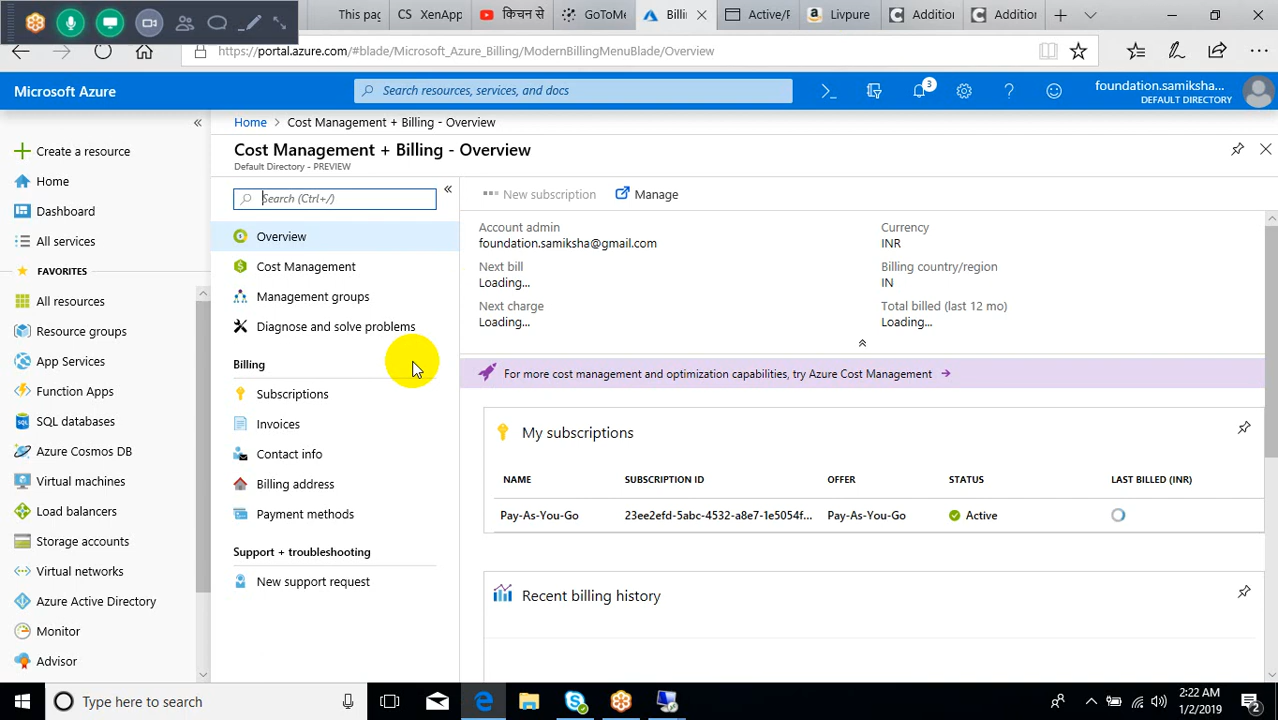 This pag
CS XenApp
किचन से
GoToMe
Billi
Active/
Livpure
Addition
Addition
https://portal.azure.com/#blade/Microsoft_Azure_Billing/ModernBillingMenuBlade/Overview
Microsoft Azure
Search resources, services, and docs
3
foundation.samiksha...
DEFAULT DIRECTORY
Create a resource
Home
Dashboard
All services
FAVORITES
All resources
Resource groups
App Services
Function Apps
SQL databases
Azure Cosmos DB
Virtual machines
Load balancers
Storage accounts
Virtual networks
Azure Active Directory
Monitor
Advisor
Home > Cost Management + Billing - Overview
Cost Management + Billing - Overview
Default Directory - PREVIEW
Search (Ctrl+/)
Overview
Cost Management
Management groups
Diagnose and solve problems
Billing
Subscriptions
Invoices
Contact info
Billing address
Payment methods
Support + troubleshooting
New support request
New subscription
Manage
Account admin
foundation.samiksha@gmail.com
Next bill
Loading...
Next charge
Loading...
Currency
INR
Billing country/region
IN
Total billed (last 12 mo)
Loading...
For more cost management and optimization capabilities, try Azure Cost Management
My subscriptions
NAME SUBSCRIPTION ID OFFER STATUS LAST BILLED (INR)
Pay-As-You-Go 23ee2efd-5abc-4532-a8e7-1e5054f... Pay-As-You-Go Active
Recent billing history
Type here to search
2:22 AM
1/2/2019
2